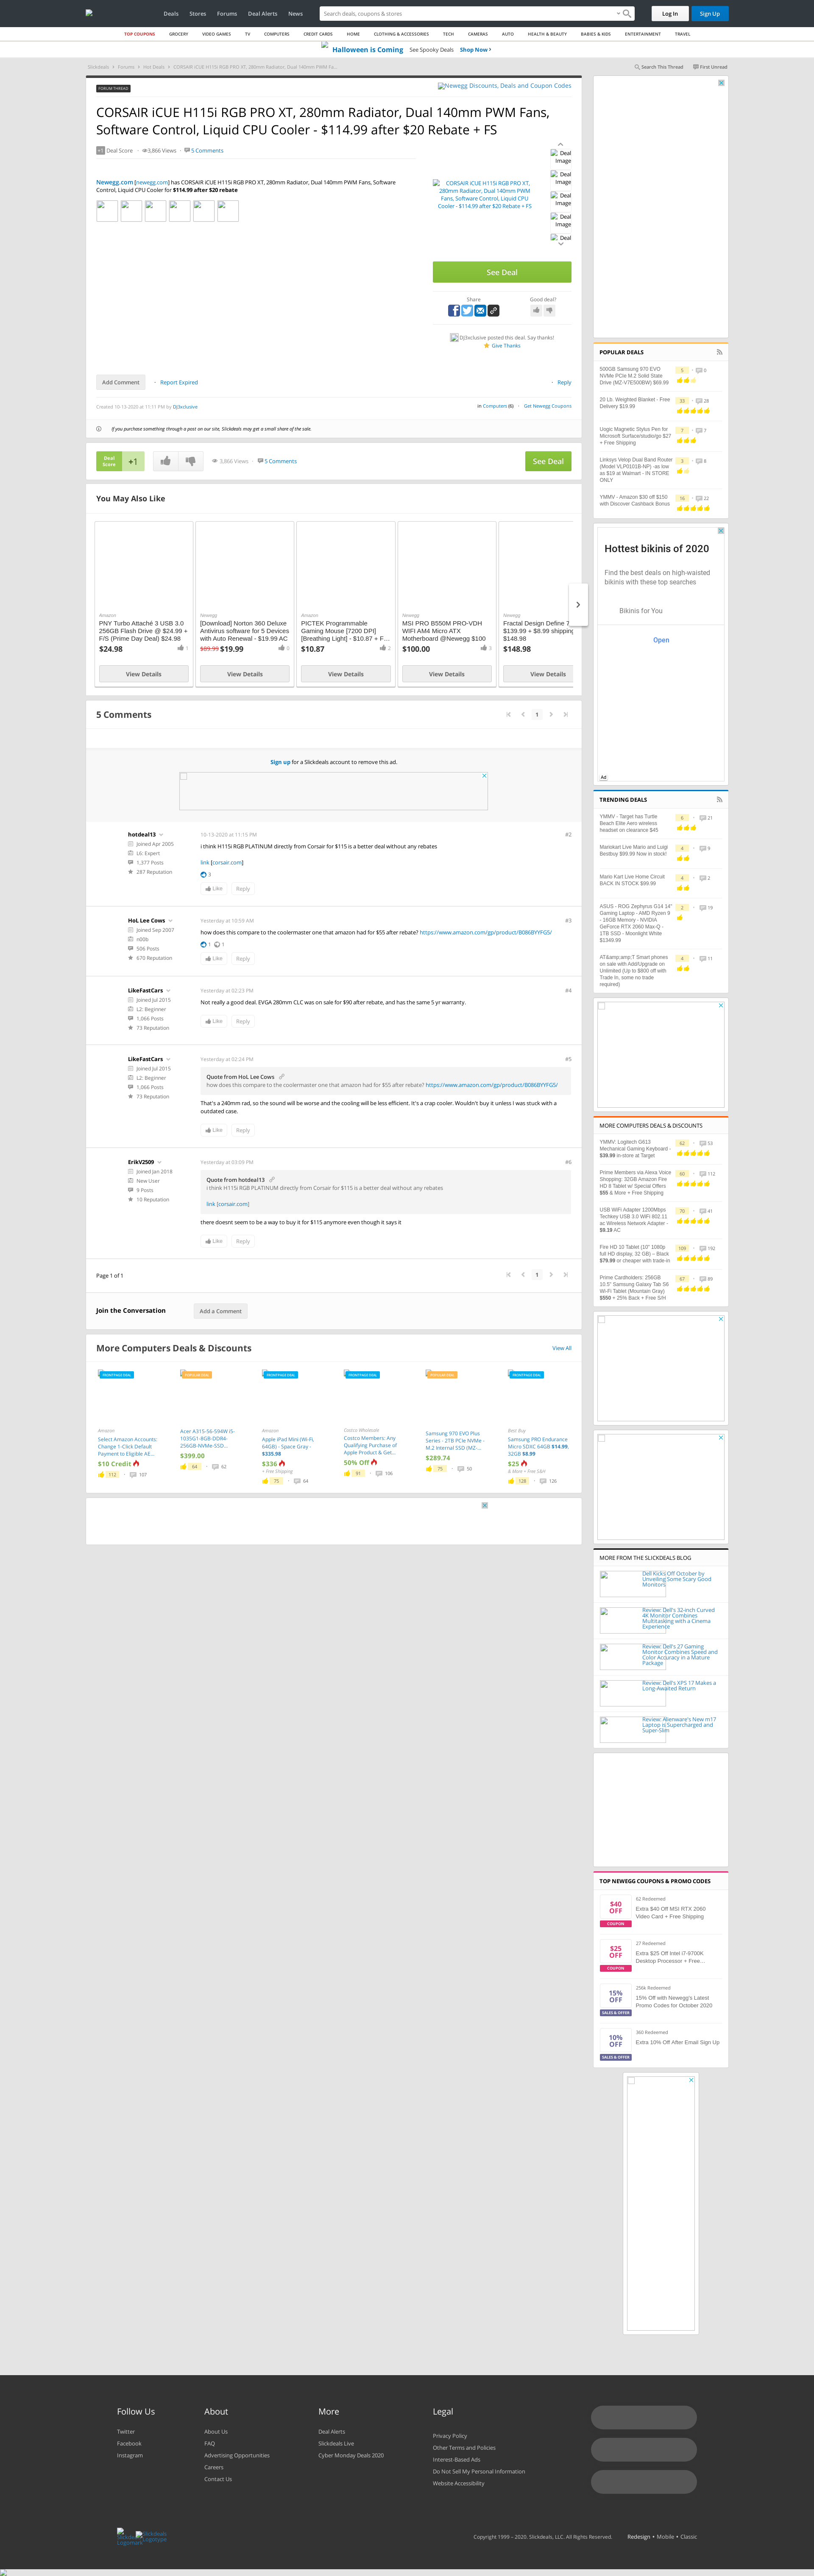 Deals Stores Forums Deal Alerts News
Search deals, coupons & stores
Log In
Sign Up
TOP COUPONS GROCERY VIDEO GAMES TV COMPUTERS CREDIT CARDS HOME CLOTHING & ACCESSORIES TECH CAMERAS AUTO HEALTH & BEAUTY BABIES & KIDS ENTERTAINMENT TRAVEL
Halloween is Coming See Spooky Deals Shop Now
Slickdeals Forums Hot Deals CORSAIR iCUE H115i RGB PRO XT, 280mm Radiator, Dual 140mm PWM Fa...
Search This Thread First Unread
FORUM THREAD
Newegg Discounts, Deals and Coupon Codes
CORSAIR iCUE H115i RGB PRO XT, 280mm Radiator, Dual 140mm PWM Fans,
Software Control, Liquid CPU Cooler - $114.99 after $20 Rebate + FS
+1 Deal Score 3,866 Views 5 Comments
Newegg.com [newegg.com] has CORSAIR iCUE H115i RGB PRO XT, 280mm Radiator, Dual 140mm PWM Fans, Software
Control, Liquid CPU Cooler for $114.99 after $20 rebate
CORSAIR iCUE H115i RGB PRO XT,
280mm Radiator, Dual 140mm PWM
Fans, Software Control, Liquid CPU
Cooler - $114.99 after $20 Rebate + FS
Deal
Image
Deal
Image
Deal
Image
Deal
Image
Deal
See Deal
Share
Good deal?
DJ3xclusive posted this deal. Say thanks!
Give Thanks
Add Comment
Report Expired
Reply
Created 10-13-2020 at 11:11 PM by DJ3xclusive
Computers (6) Get Newegg Coupons
If you purchase something through a post on our site, Slickdeals may get a small share of the sale.
Deal
Score
+1
3,866 Views 5 Comments
See Deal
You May Also Like
Amazon
PNY Turbo Attaché 3 USB 3.0
256GB Flash Drive @ $24.99 +
F/S (Prime Day Deal) $24.98
$24.98
1
View Details
Newegg
[Download] Norton 360 Deluxe
Antivirus software for 5 Devices
with Auto Renewal - $19.99 AC
$89.99 $19.99
0
View Details
Amazon
PICTEK Programmable
Gaming Mouse [7200 DPI]
[Breathing Light] - $10.87 + F…
$10.87
2
View Details
Newegg
MSI PRO B550M PRO-VDH
WIFI AM4 Micro ATX
Motherboard @Newegg $100
$100.00
3
View Details
Newegg
Fractal Design Define 7
$139.99 + $8.99 shipping
$148.98
$148.98
View Details
5 Comments
1
Sign up for a Slickdeals account to remove this ad.
hotdeal13
Joined Apr 2005
L6: Expert
1,377 Posts
287 Reputation
10-13-2020 at 11:15 PM
#2
i think H115i RGB PLATINUM directly from Corsair for $115 is a better deal without any rebates
link [corsair.com]
3
Like Reply
HoL Lee Cows
Joined Sep 2007
n00b
506 Posts
670 Reputation
Yesterday at 10:59 AM
#3
how does this compare to the coolermaster one that amazon had for $55 after rebate? https://www.amazon.com/gp/product/B086BYYFGS/
1 1
Like Reply
LikeFastCars
Joined Jul 2015
L2: Beginner
1,066 Posts
73 Reputation
Yesterday at 02:23 PM
#4
Not really a good deal. EVGA 280mm CLC was on sale for $90 after rebate, and has the same 5 yr warranty.
Like Reply
LikeFastCars
Joined Jul 2015
L2: Beginner
1,066 Posts
73 Reputation
Yesterday at 02:24 PM
#5
Quote from HoL Lee Cows
how does this compare to the coolermaster one that amazon had for $55 after rebate? https://www.amazon.com/gp/product/B086BYYFGS/
That's a 240mm rad, so the sound will be worse and the cooling will be less efficient. It's a crap cooler. Wouldn't buy it unless I was stuck with a
outdated case.
Like Reply
ErikV2509
Joined Jan 2018
New User
9 Posts
10 Reputation
Yesterday at 03:03 PM
#6
Quote from hotdeal13
i think H115i RGB PLATINUM directly from Corsair for $115 is a better deal without any rebates
link [corsair.com]
there doesnt seem to be a way to buy it for $115 anymore even though it says it
Like Reply
Page 1 of 1
1
Join the Conversation
Add a Comment
More Computers Deals & Discounts
View All
FRONTPAGE DEAL
Amazon
Select Amazon Accounts:
Change 1-Click Default
Payment to Eligible AE...
$10 Credit
112 107
POPULAR DEAL
Acer A315-56-594W i5-
1035G1-8GB DDR4-
256GB-NVMe-SSD...
$399.00
64 62
FRONTPAGE DEAL
Amazon
Apple iPad Mini (Wi-Fi,
64GB) - Space Gray -
$335.98
$336
+ Free Shipping
75 64
FRONTPAGE DEAL
Costco Wholesale
Costco Members: Any
Qualifying Purchase of
Apple Product & Get...
50% Off
91 106
POPULAR DEAL
Samsung 970 EVO Plus
Series - 2TB PCIe NVMe -
M.2 Internal SSD (MZ-...
$289.74
75 50
FRONTPAGE DEAL
Best Buy
Samsung PRO Endurance
Micro SDXC 64GB $14.99,
32GB $8.99
$25
& More + Free S&H
128 126
POPULAR DEALS
500GB Samsung 970 EVO
NVMe PCIe M.2 Solid State
Drive (MZ-V7E500BW) $69.99
5 0
20 Lb. Weighted Blanket - Free
Delivery $19.99
33 28
Uogic Magnetic Stylus Pen for
Microsoft Surface/studio/go $27
+ Free Shipping
7 7
Linksys Velop Dual Band Router
(Model VLP0101B-NP) -as low
as $19 at Walmart - IN STORE
ONLY
3 8
YMMV - Amazon $30 off $150
with Discover Cashback Bonus
16 22
Hottest bikinis of 2020
Find the best deals on high-waisted
bikinis with these top searches
Bikinis for You
Open
Ad
TRENDING DEALS
YMMV - Target has Turtle
Beach Elite Aero wireless
headset on clearance $45
6 21
Mariokart Live Mario and Luigi
Bestbuy $99.99 Now in stock!
4 9
Mario Kart Live Home Circuit
BACK IN STOCK $99.99
4 2
ASUS - ROG Zephyrus G14 14"
Gaming Laptop - AMD Ryzen 9
- 16GB Memory - NVIDIA
GeForce RTX 2060 Max-Q -
1TB SSD - Moonlight White
$1349.99
2 19
AT&amp;amp;T Smart phones
on sale with Add/Upgrade on
Unlimited (Up to $800 off with
Trade In, some no trade
required)
4 11
MORE COMPUTERS DEALS & DISCOUNTS
YMMV: Logitech G613
Mechanical Gaming Keyboard -
$39.99 in-store at Target
62 53
Prime Members via Alexa Voice
Shopping: 32GB Amazon Fire
HD 8 Tablet w/ Special Offers
$55 & More + Free Shipping
60 112
USB WiFi Adapter 1200Mbps
Techkey USB 3.0 WiFi 802.11
ac Wireless Network Adapter -
$9.19 AC
70 41
Fire HD 10 Tablet (10" 1080p
full HD display, 32 GB) – Black
$79.99 or cheaper with trade-in
109 192
Prime Cardholders: 256GB
10.5" Samsung Galaxy Tab S6
Wi-Fi Tablet (Mountain Gray)
$550 + 25% Back + Free S/H
67 89
MORE FROM THE SLICKDEALS BLOG
Dell Kicks Off October by
Unveiling Some Scary Good
Monitors
Review: Dell's 32-inch Curved
4K Monitor Combines
Multitasking with a Cinema
Experience
Review: Dell's 27 Gaming
Monitor Combines Speed and
Color Accuracy in a Mature
Package
Review: Dell's XPS 17 Makes a
Long-Awaited Return
Review: Alienware's New m17
Laptop is Supercharged and
Super-Slim
TOP NEWEGG COUPONS & PROMO CODES
$40
OFF
COUPON
62 Redeemed
Extra $40 Off MSI RTX 2060
Video Card + Free Shipping
$25
OFF
COUPON
27 Redeemed
Extra $25 Off Intel i7-9700K
Desktop Processor + Free…
15%
OFF
SALES & OFFER
256k Redeemed
15% Off with Newegg's Latest
Promo Codes for October 2020
10%
OFF
SALES & OFFER
360 Redeemed
Extra 10% Off After Email Sign Up
Follow Us
Twitter
Facebook
Instagram
About
About Us
FAQ
Advertising Opportunities
Careers
Contact Us
More
Deal Alerts
Slickdeals Live
Cyber Monday Deals 2020
Legal
Privacy Policy
Other Terms and Policies
Interest-Based Ads
Do Not Sell My Personal Information
Website Accessibility
Slickdeals
Logomark
Slickdeals
Logotype
Copyright 1999 – 2020. Slickdeals, LLC. All Rights Reserved. Redesign • Mobile • Classic